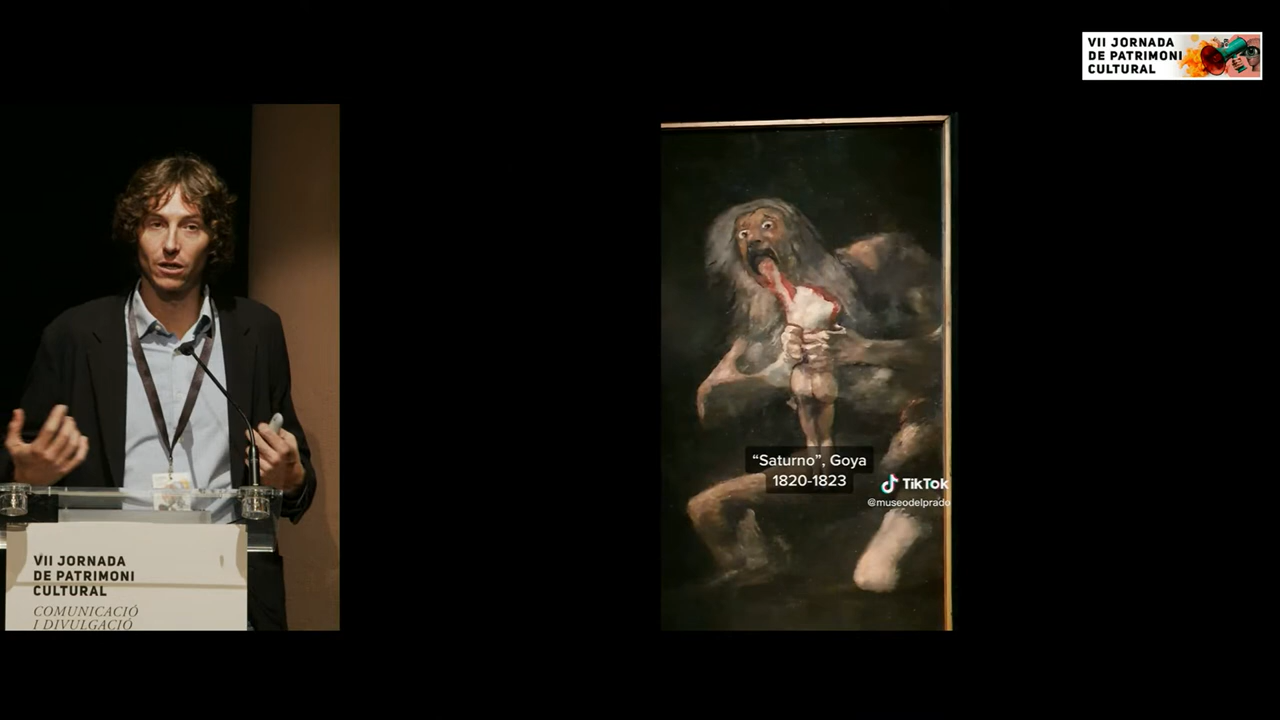 VII JORNADA
DE PATRIMONI
CULTURAL
“Saturno”, Goya
1820-1823
TikTok
@museodelprado
VII JORNADA
DE PATRIMONI
CULTURAL
COMUNICACIÓ
I DIVULGACIÓ